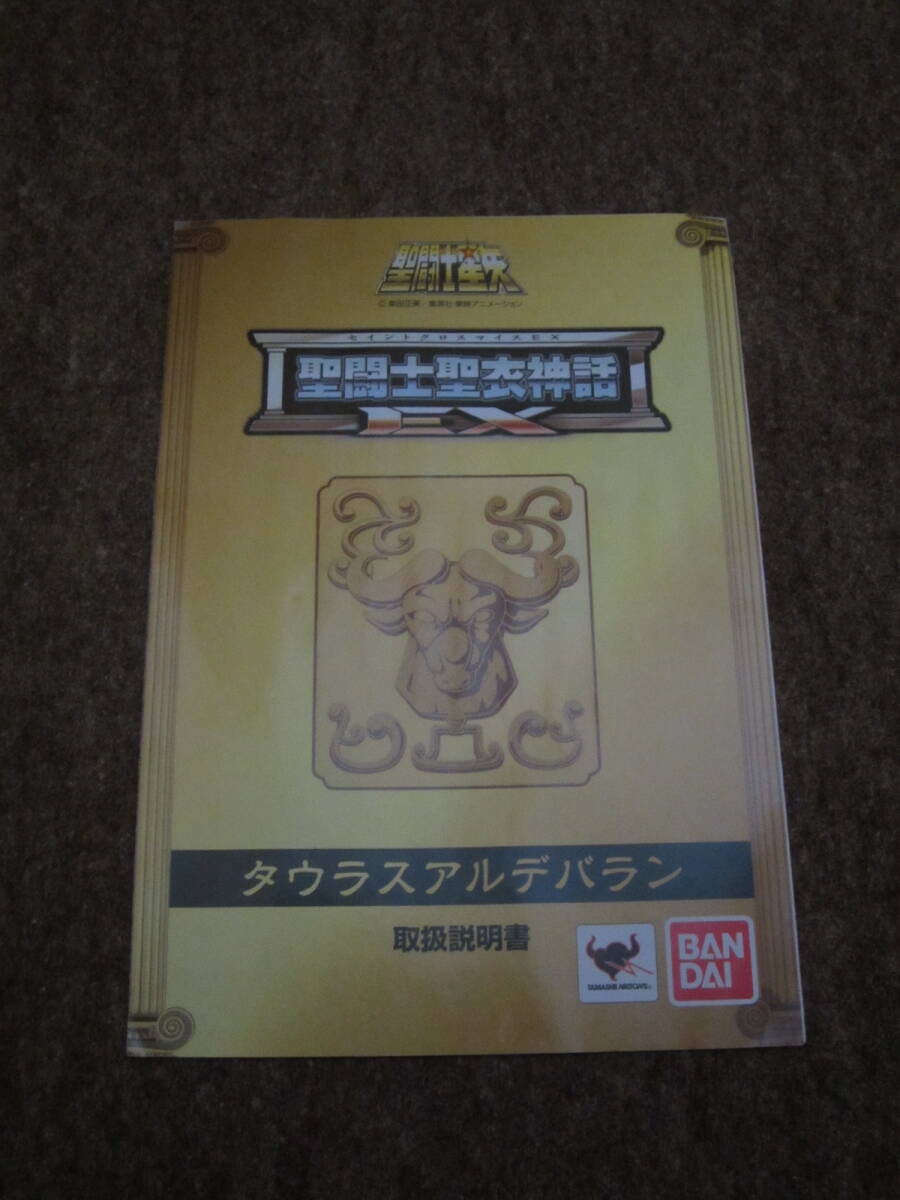 聖闘士星矢
©車田正美／集英社・東映アニメーション
セイントクロスマイスEX
聖闘士聖衣神話
EX
タウラスアルデバラン
取扱説明書
TAMASHII NATIONS
BAN
DAI